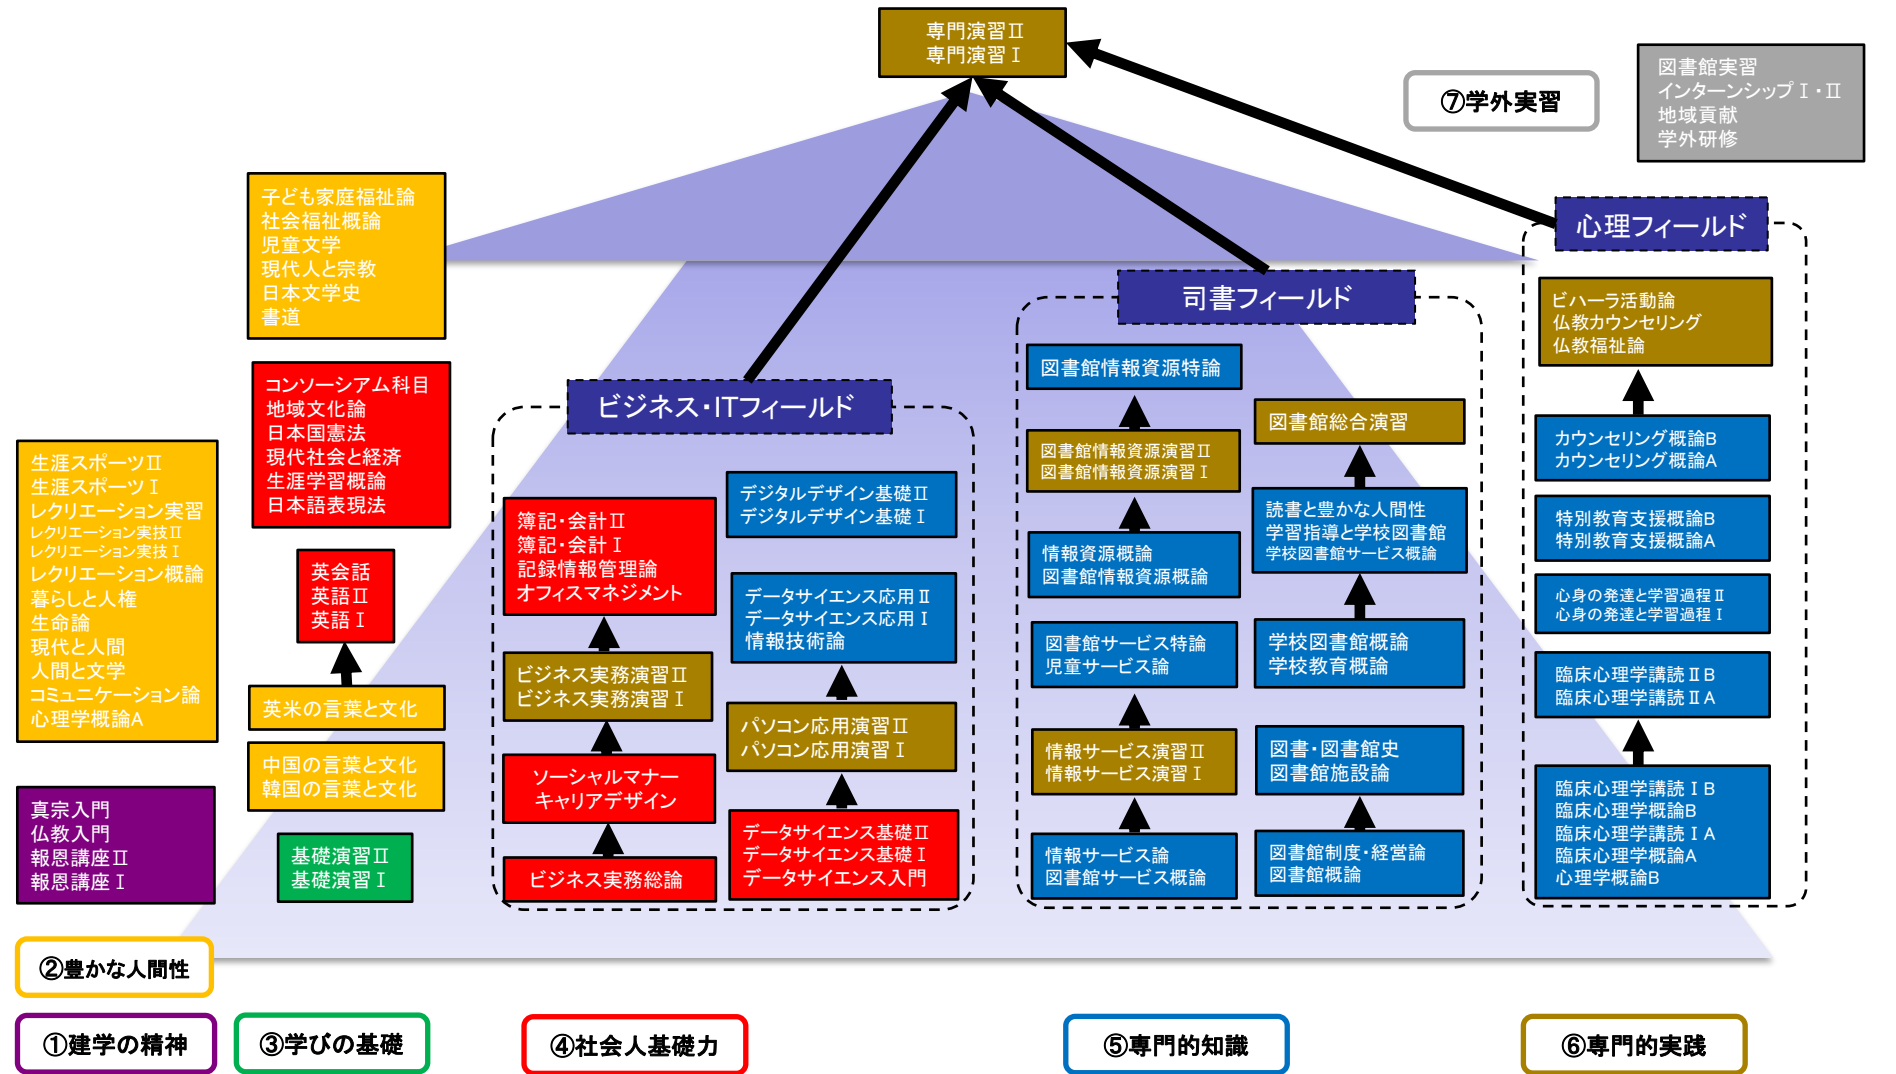 専門演習Ⅱ
専門演習Ⅰ
⑦学外実習
図書館実習
インターンシップⅠ・Ⅱ
地域貢献
学外研修
子ども家庭福祉論
社会福祉概論
児童文学
現代人と宗教
日本文学史
書道
コンソーシアム科目
地域文化論
日本国憲法
現代社会と経済
生涯学習概論
日本語表現法
生涯スポーツⅡ
生涯スポーツⅠ
レクリエーション実習
レクリエーション実技Ⅱ
レクリエーション実技Ⅰ
レクリエーション概論
暮らしと人権
生命論
現代と人間
人間と文学
コミュニケーション論
心理学概論A
英会話
英語Ⅱ
英語Ⅰ
英米の言葉と文化
中国の言葉と文化
韓国の言葉と文化
真宗入門
仏教入門
報恩講座Ⅱ
報恩講座Ⅰ
基礎演習Ⅱ
基礎演習Ⅰ
ビジネス・ITフィールド
簿記・会計Ⅱ
簿記・会計Ⅰ
記録情報管理論
オフィスマネジメント
ビジネス実務演習Ⅱ
ビジネス実務演習Ⅰ
ソーシャルマナー
キャリアデザイン
ビジネス実務総論
デジタルデザイン基礎Ⅱ
デジタルデザイン基礎Ⅰ
データサイエンス応用Ⅱ
データサイエンス応用Ⅰ
情報技術論
パソコン応用演習Ⅱ
パソコン応用演習Ⅰ
データサイエンス基礎Ⅱ
データサイエンス基礎Ⅰ
データサイエンス入門
司書フィールド
図書館情報資源特論
図書館情報資源演習Ⅱ
図書館情報資源演習Ⅰ
情報資源概論
図書館情報資源概論
図書館サービス特論
児童サービス論
情報サービス演習Ⅱ
情報サービス演習Ⅰ
情報サービス論
図書館サービス概論
図書館総合演習
読書と豊かな人間性
学習指導と学校図書館
学校図書館サービス概論
学校図書館概論
学校教育概論
図書・図書館史
図書館施設論
図書館制度・経営論
図書館概論
心理フィールド
ビハーラ活動論
仏教カウンセリング
仏教福祉論
カウンセリング概論B
カウンセリング概論A
特別教育支援概論B
特別教育支援概論A
心身の発達と学習過程Ⅱ
心身の発達と学習過程Ⅰ
臨床心理学講読ⅡB
臨床心理学講読ⅡA
臨床心理学講読ⅠB
臨床心理学概論B
臨床心理学講読ⅠA
臨床心理学概論A
心理学概論B
②豊かな人間性
①建学の精神
③学びの基礎
④社会人基礎力
⑤専門的知識
⑥専門的実践